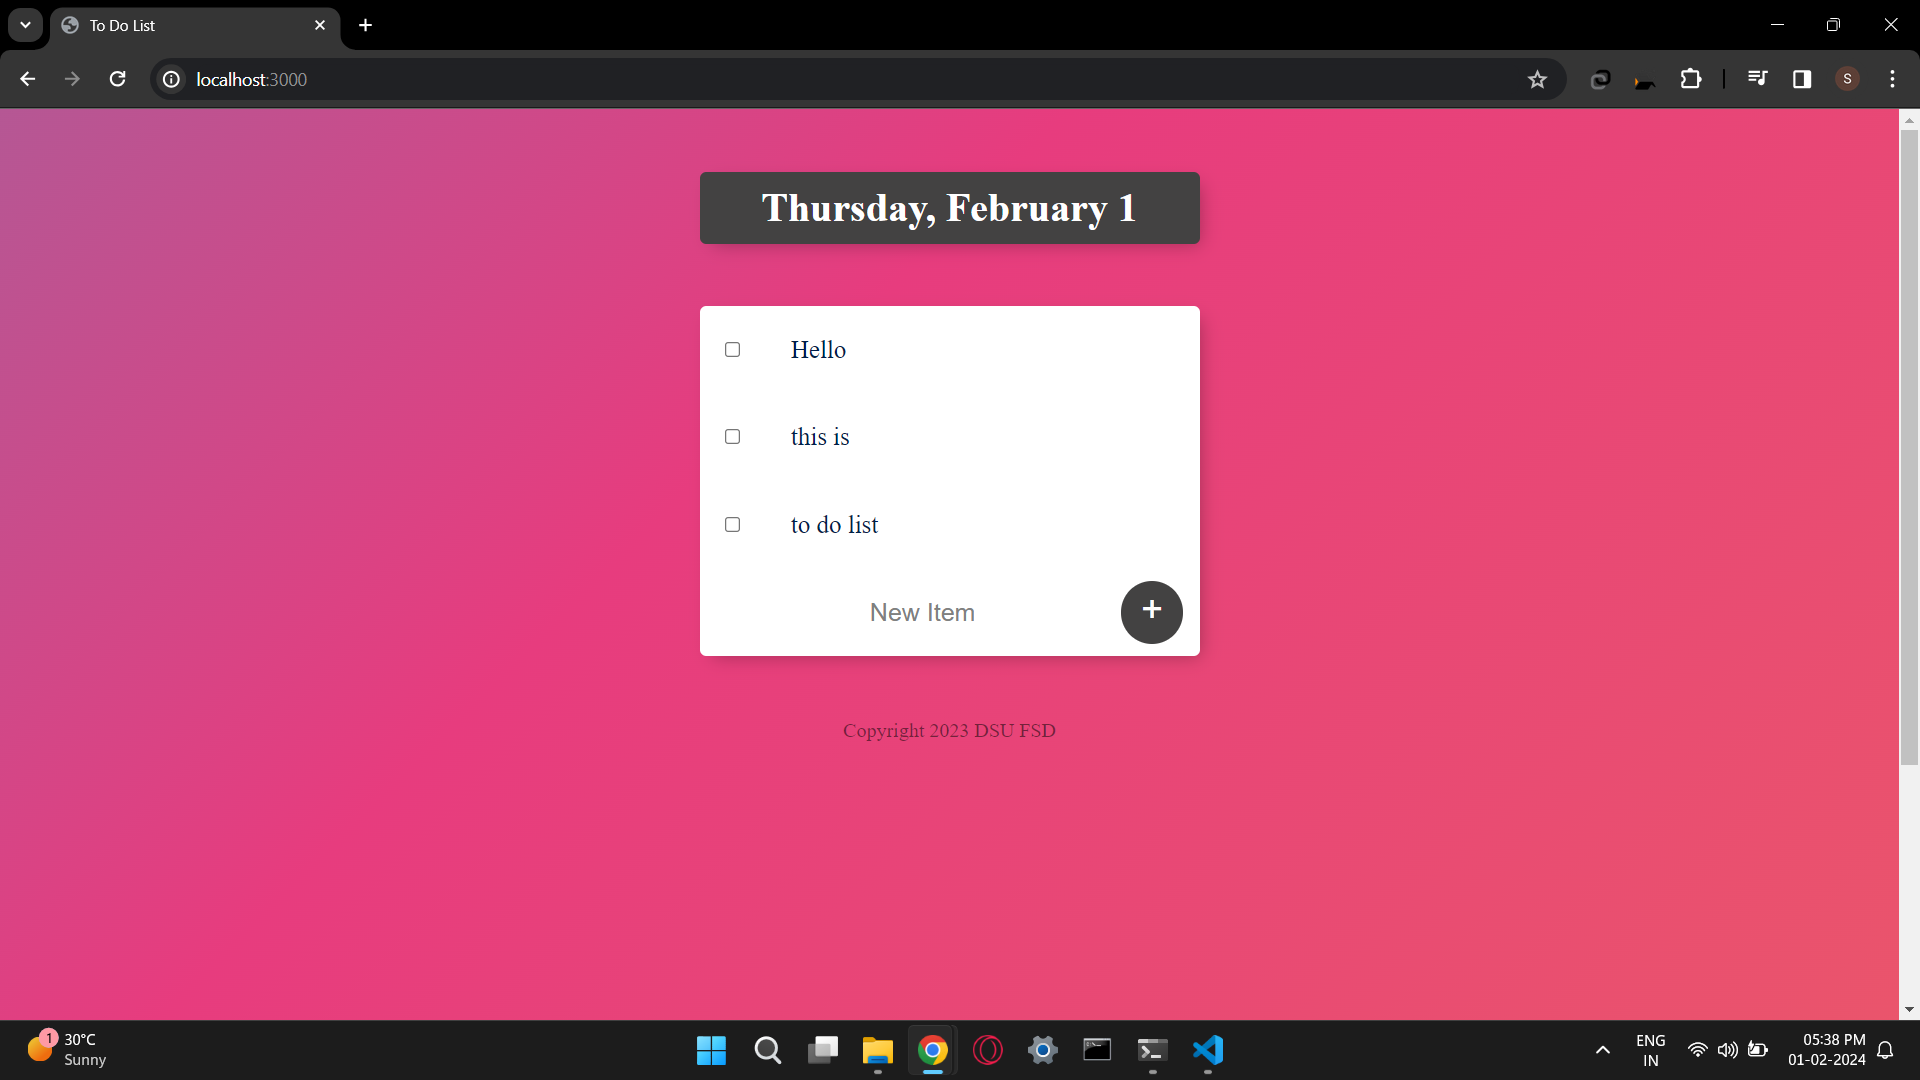 To Do List
localhost:3000
S
Thursday, February 1
Hello
this is
to do list
New Item
+
Copyright 2023 DSU FSD
1
30°C
Sunny
ENG
IN
05:38 PM
01-02-2024